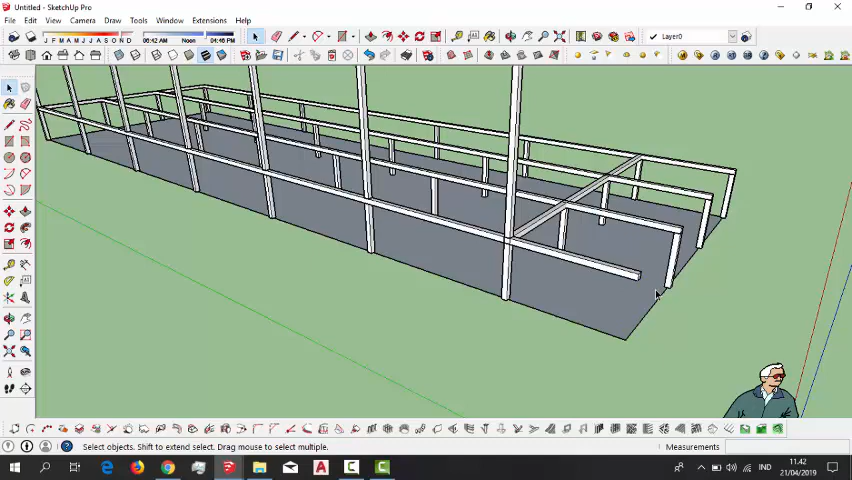 Untitled - SketchUp Pro
File Edit View Camera Draw Tools Window Extensions Help
J F M A M J J A S O N D 06:42 AM Noon 04:46 PM Layer0
Select objects. Shift to extend select. Drag mouse to select multiple. Measurements
IND 11.42
21/04/2019